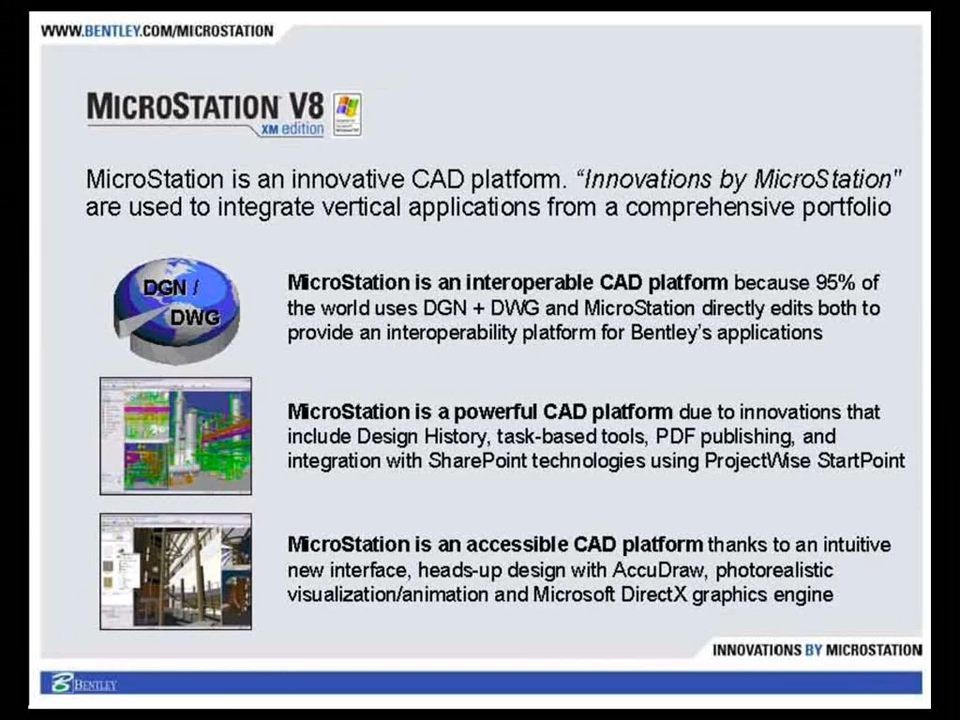 WWW.BENTLEY.COM/MICROSTATION
MICROSTATION V8
XM edition
MicroStation is an innovative CAD platform. “Innovations by MicroStation"
are used to integrate vertical applications from a comprehensive portfolio
DGN /
DWG
MicroStation is an interoperable CAD platform because 95% of
the world uses DGN + DWG and MicroStation directly edits both to
provide an interoperability platform for Bentley's applications
MicroStation is a powerful CAD platform due to innovations that
include Design History, task-based tools, PDF publishing, and
integration with SharePoint technologies using ProjectWise StartPoint
MicroStation is an accessible CAD platform thanks to an intuitive
new interface, heads-up design with AccuDraw, photorealistic
visualization/animation and Microsoft DirectX graphics engine
INNOVATIONS BY MICROSTATION
BENTLEY